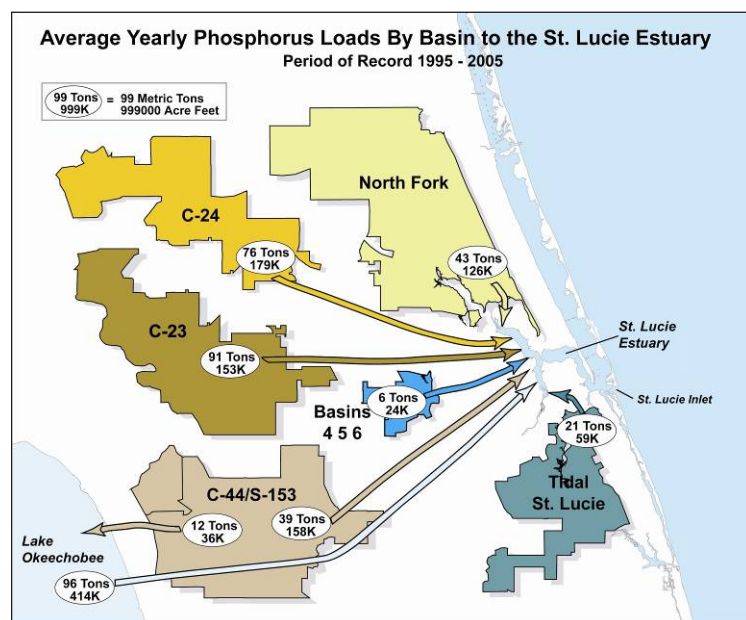 Average Yearly Phosphorus Loads By Basin to the St. Lucie Estuary
Period of Record 1995 - 2005
99 Tons
999K
= 99 Metric Tons
999000 Acre Feet
North Fork
C-24
76 Tons
179K
43 Tons
126K
C-23
91 Tons
153K
St. Lucie
Estuary
St. Lucie Inlet
Basins
4 5 6
6 Tons
24K
21 Tons
59K
Tidal
St. Lucie
C-44/S-153
12 Tons
36K
39 Tons
158K
Lake
Okeechobee
96 Tons
414K